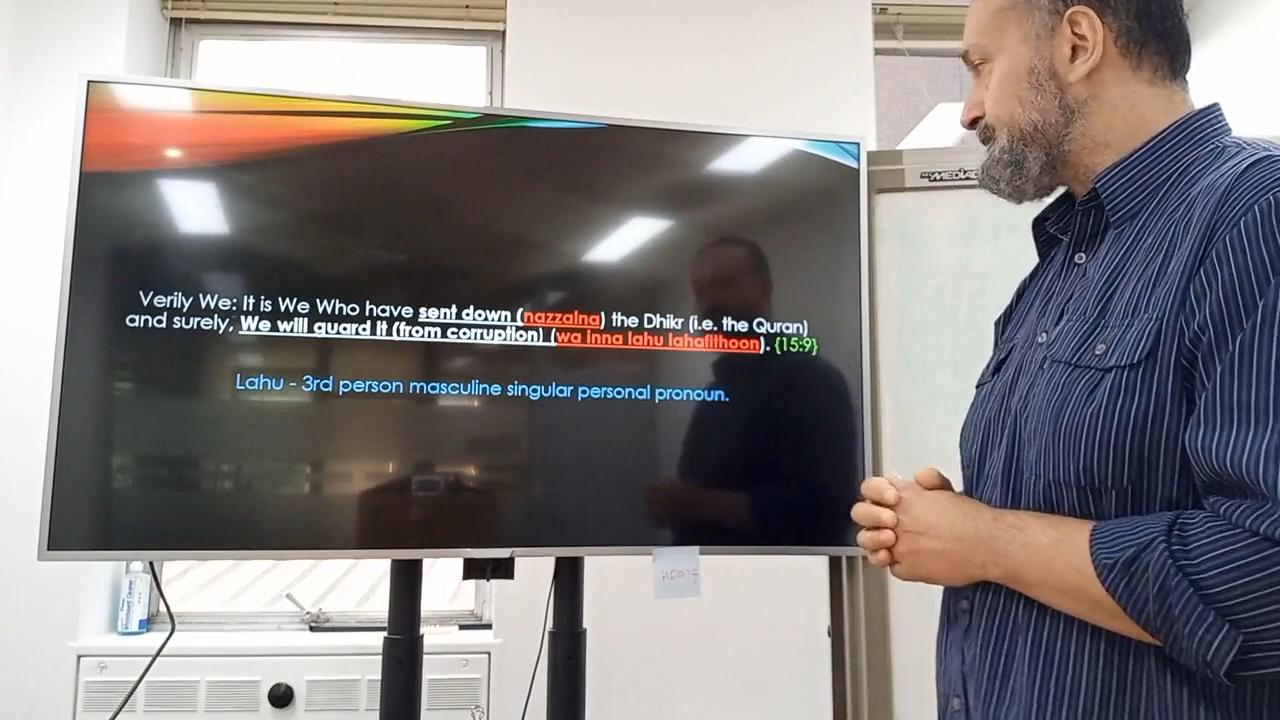 Verily We: It is We Who have sent down (nazzalna) the Dhikr (i.e. the Quran)
and surely, We will guard it (from corruption) (wa inna lahu lahafithoon). {15:9}
Lahu - 3rd person masculine singular personal pronoun.